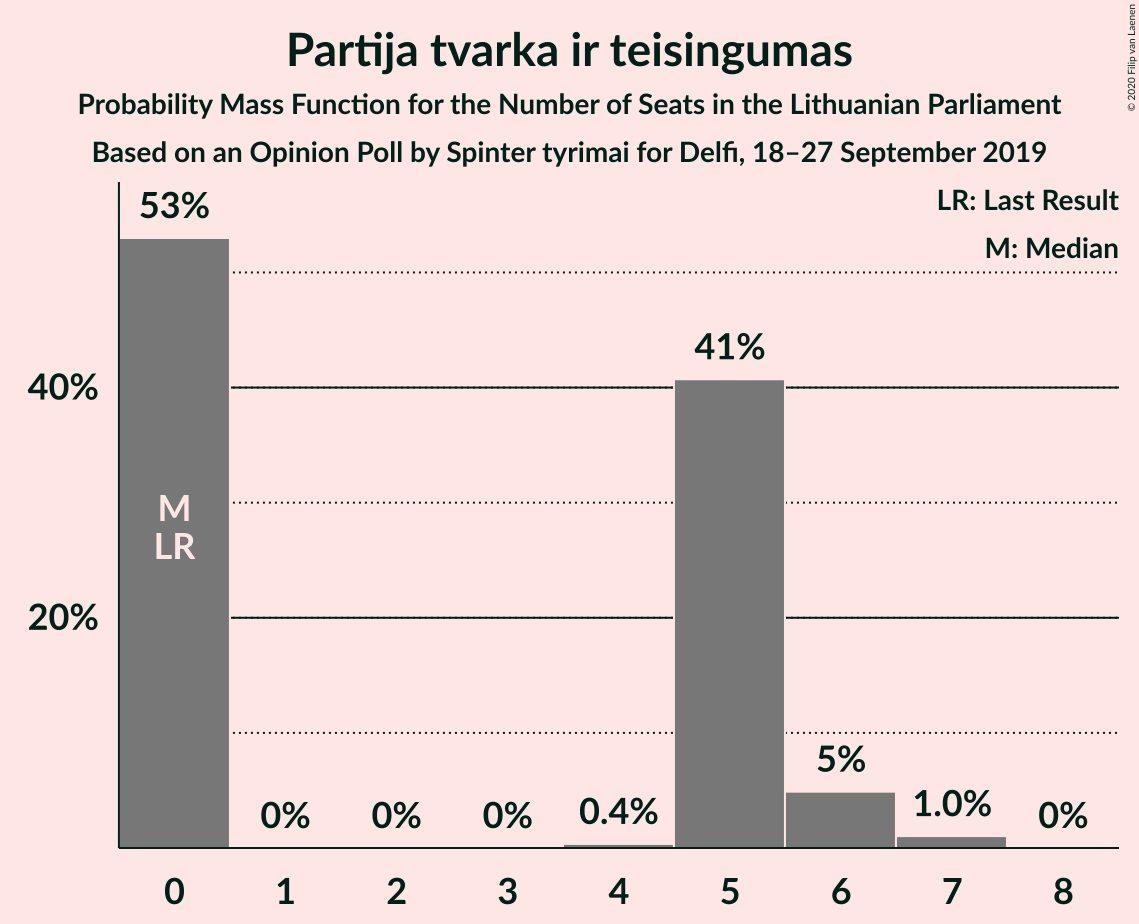 Partija tvarka ir teisingumas
Probability Mass Function for the Number of Seats in the Lithuanian Parliament
Based on an Opinion Poll by Spinter tyrimai for Delfi, 18–27 September 2019
© 2020 Filip van Laenen
LR: Last Result
M: Median
53%
41%
40%
M
LR
20%
5%
0%
0%
0%
0.4%
1.0%
0%
0
1
2
3
4
5
6
7
8